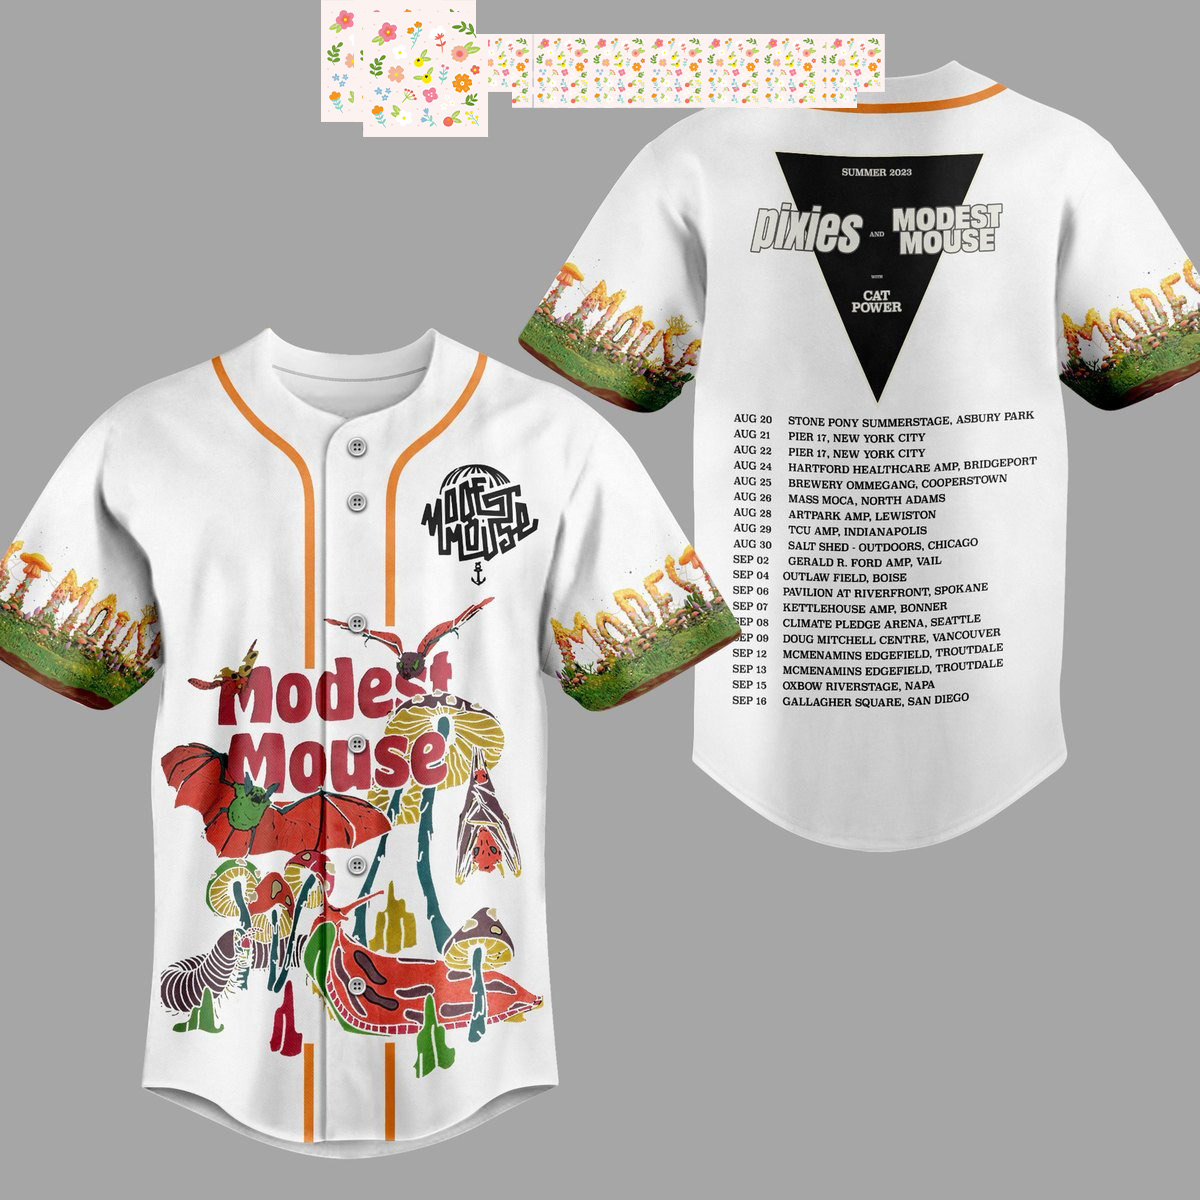 SUMMER 2023
pixies AND MODEST MOUSE
WITH
CAT
POWER
AUG 20 STONE PONY SUMMERSTAGE, ASBURY PARK
AUG 21 PIER 17, NEW YORK CITY
AUG 22 PIER 17, NEW YORK CITY
AUG 24 HARTFORD HEALTHCARE AMP, BRIDGEPORT
AUG 25 BREWERY OMMEGANG, COOPERSTOWN
AUG 26 MASS MOCA, NORTH ADAMS
AUG 28 ARTPARK AMP, LEWISTON
AUG 29 TCU AMP, INDIANAPOLIS
AUG 30 SALT SHED - OUTDOORS, CHICAGO
SEP 02 GERALD R. FORD AMP, VAIL
SEP 04 OUTLAW FIELD, BOISE
SEP 06 PAVILION AT RIVERFRONT, SPOKANE
SEP 07 KETTLEHOUSE AMP, BONNER
SEP 08 CLIMATE PLEDGE ARENA, SEATTLE
SEP 09 DOUG MITCHELL CENTRE, VANCOUVER
SEP 12 MCMENAMINS EDGEFIELD, TROUTDALE
SEP 13 MCMENAMINS EDGEFIELD, TROUTDALE
SEP 15 OXBOW RIVERSTAGE, NAPA
SEP 16 GALLAGHER SQUARE, SAN DIEGO
T MOUS
MODES
MODEST
MOUSE
T MOUS
MODEST
Modest
Mouse